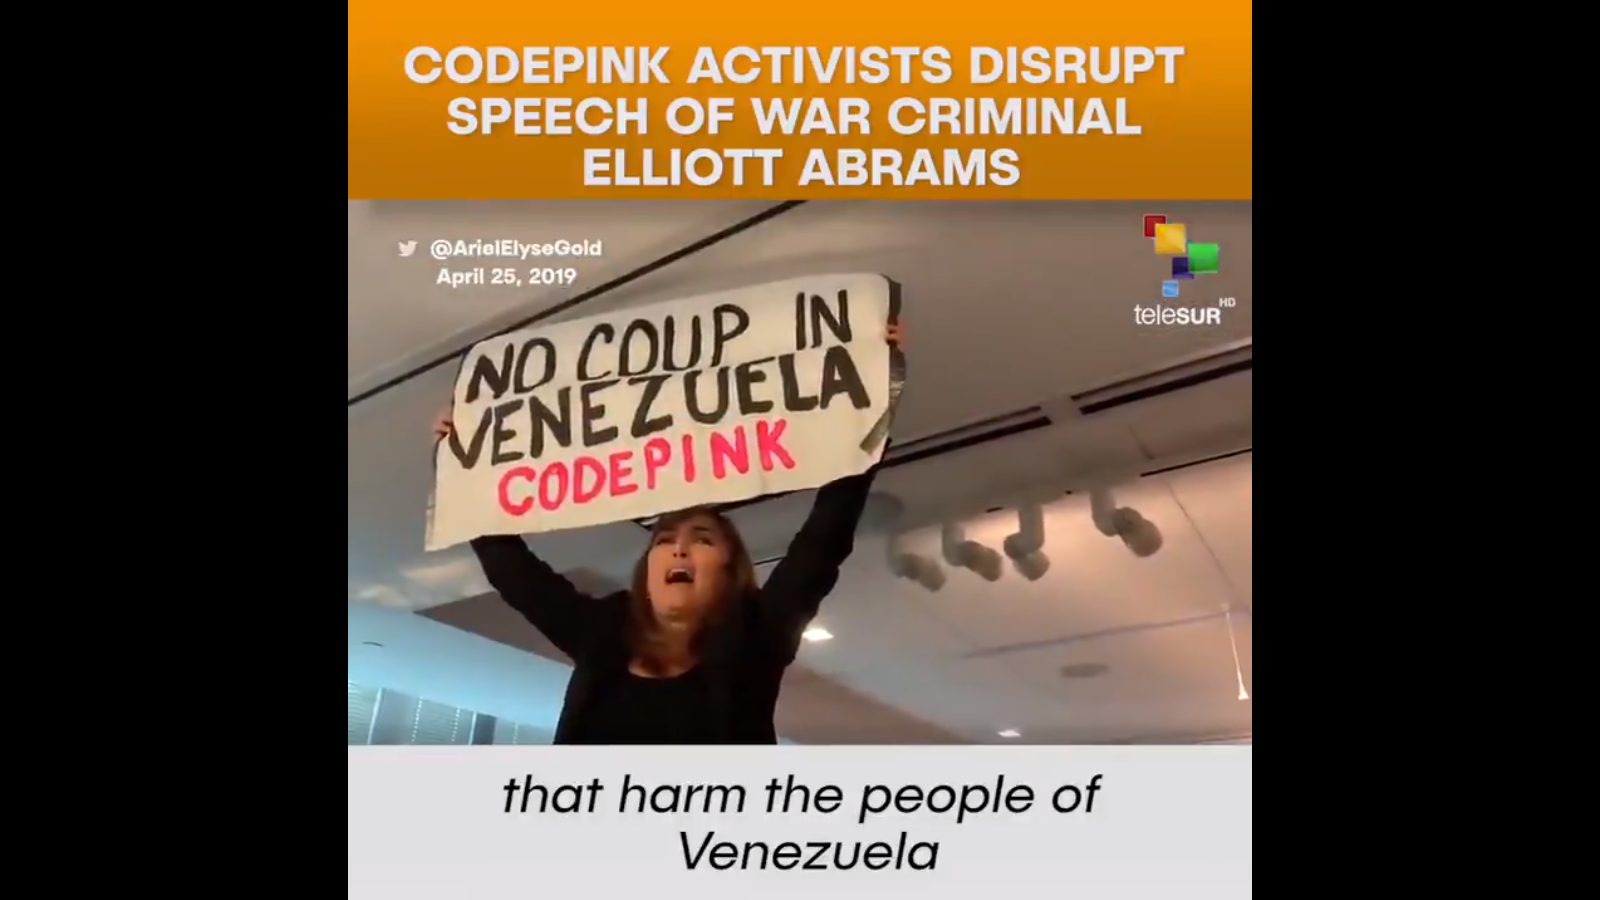 CODEPINK ACTIVISTS DISRUPT
SPEECH OF WAR CRIMINAL
ELLIOTT ABRAMS
@ArielElyseGold
April 25, 2019
teleSUR HD
NO COUP IN
VENEZUELA
CODEPINK
that harm the people of
Venezuela